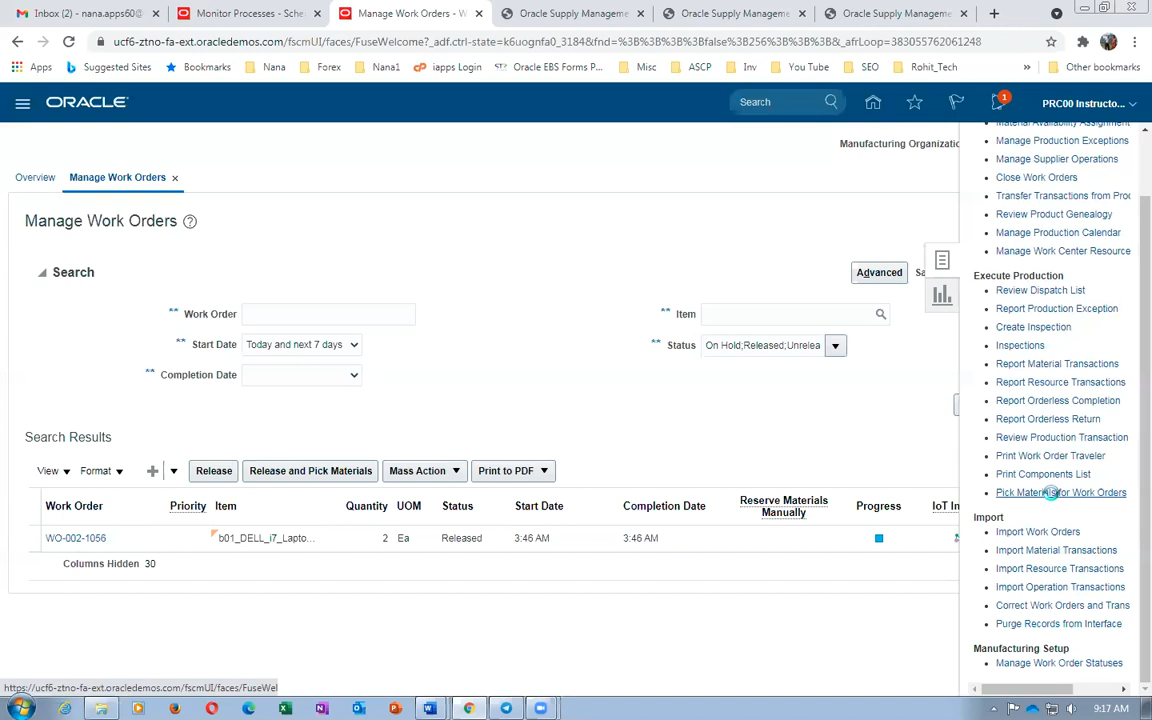 Inbox (2) - nana.apps60@
Monitor Processes - Sche
Manage Work Orders - W
Oracle Supply Manageme
Oracle Supply Manageme
Oracle Supply Manageme
ucf6-ztno-fa-ext.oracledemos.com/fscmUI/faces/FuseWelcome?_adf.ctrl-state=k6uognfa0_3184&fnd=%3B%3B%3B%3Bfalse%3B256%3B%3B%3B&_afrLoop=383055762061248
Apps Suggested Sites Bookmarks Nana Forex Nana1 iapps Login Oracle EBS Forms P... Misc ASCP Inv You Tube SEO Rohit_Tech » Other bookmarks
ORACLE
Search
1
PRC00 Instructo...
Manufacturing Organizatio
Overview Manage Work Orders
Manage Work Orders
Search
Advanced
Sa
** Work Order
** Item
** Start Date Today and next 7 days
** Status On Hold;Released;Unrelea
** Completion Date
Search Results
View Format Release Release and Pick Materials Mass Action Print to PDF
Work Order Priority Item Quantity UOM Status Start Date Completion Date Reserve Materials Manually Progress IoT In
WO-002-1056 b01_DELL_i7_Lapto... 2 Ea Released 3:46 AM 3:46 AM
Columns Hidden 30
Material Availability Assignment
Manage Production Exceptions
Manage Supplier Operations
Close Work Orders
Transfer Transactions from Proc
Review Product Genealogy
Manage Production Calendar
Manage Work Center Resource
Execute Production
Review Dispatch List
Report Production Exception
Create Inspection
Inspections
Report Material Transactions
Report Resource Transactions
Report Orderless Completion
Report Orderless Return
Review Production Transaction
Print Work Order Traveler
Print Components List
Pick Materials for Work Orders
Import
Import Work Orders
Import Material Transactions
Import Resource Transactions
Import Operation Transactions
Correct Work Orders and Trans
Purge Records from Interface
Manufacturing Setup
Manage Work Order Statuses
https://ucf6-ztno-fa-ext.oracledemos.com/fscmUI/faces/FuseWel
9:17 AM